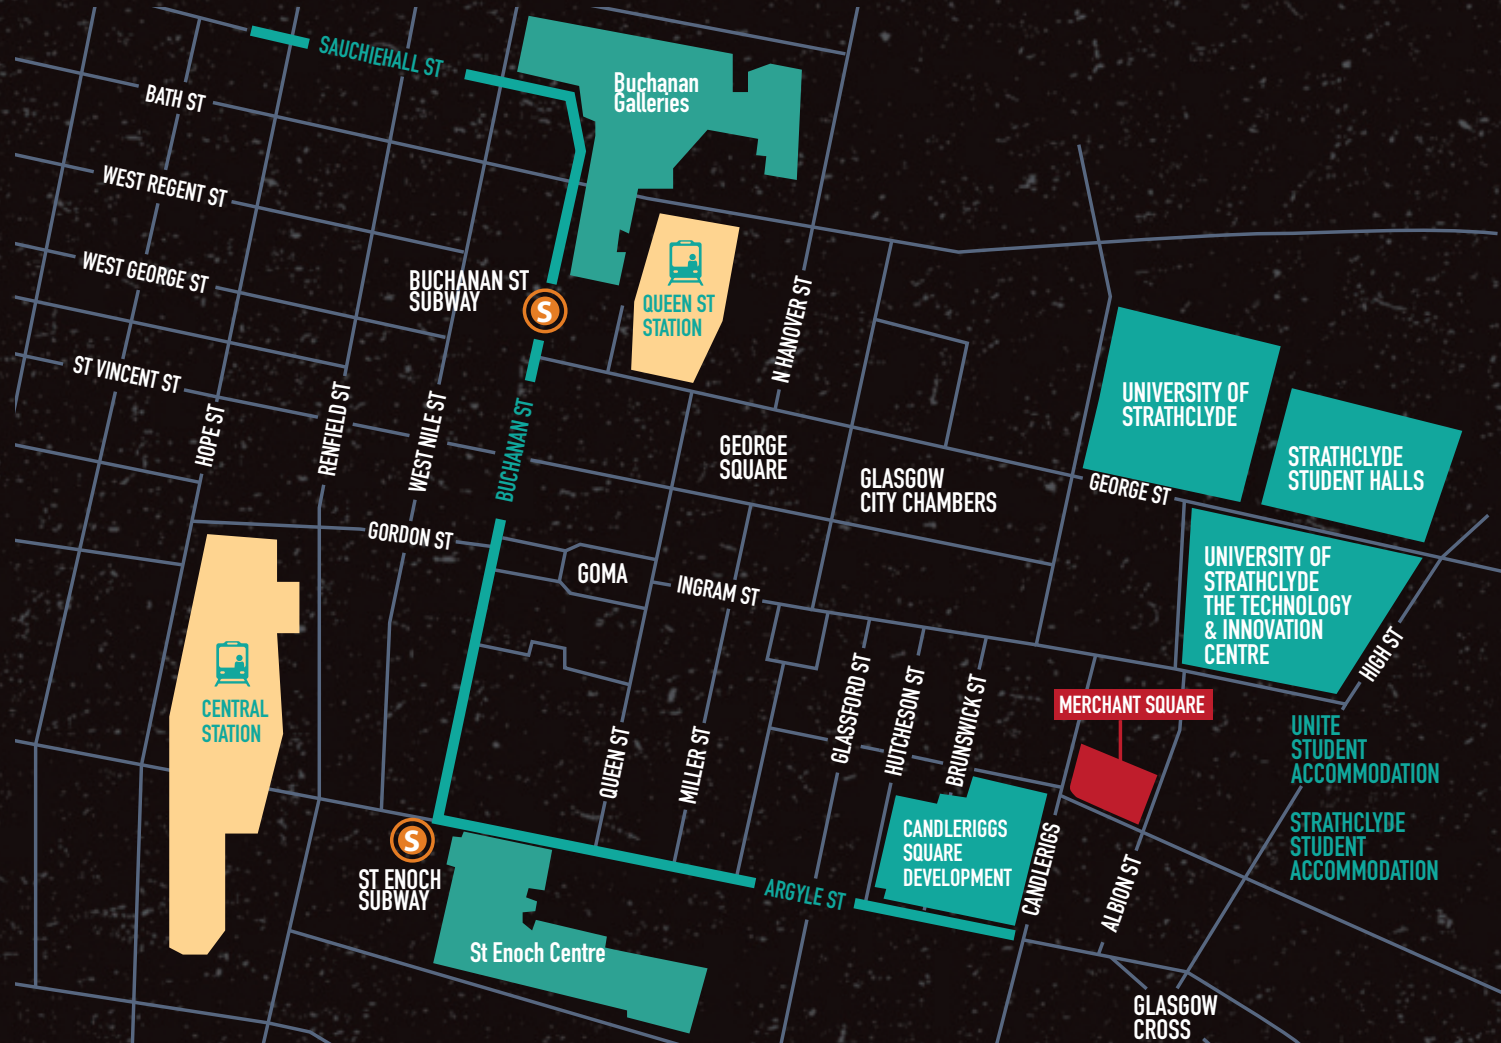 SAUCHIEHALL ST
BATH ST
Buchanan
Galleries
WEST REGENT ST
WEST GEORGE ST
BUCHANAN ST
SUBWAY
S
QUEEN ST
STATION
N HANOVER ST
ST VINCENT ST
HOPE ST
RENFIELD ST
WEST NILE ST
BUCHANAN ST
GEORGE
SQUARE
GLASGOW
CITY CHAMBERS
UNIVERSITY OF
STRATHCLYDE
STRATHCLYDE
STUDENT HALLS
GEORGE ST
GORDON ST
GOMA
INGRAM ST
UNIVERSITY OF
STRATHCLYDE
THE TECHNOLOGY
& INNOVATION
CENTRE
HIGH ST
CENTRAL
STATION
QUEEN ST
MILLER ST
GLASSFORD ST
HUTCHESON ST
BRUNSWICK ST
MERCHANT SQUARE
UNITE
STUDENT
ACCOMMODATION
STRATHCLYDE
STUDENT
ACCOMMODATION
S
ST ENOCH
SUBWAY
CANDLERIGGS
SQUARE
DEVELOPMENT
CANDLERIGS
ALBION ST
ARGYLE ST
St Enoch Centre
GLASGOW
CROSS